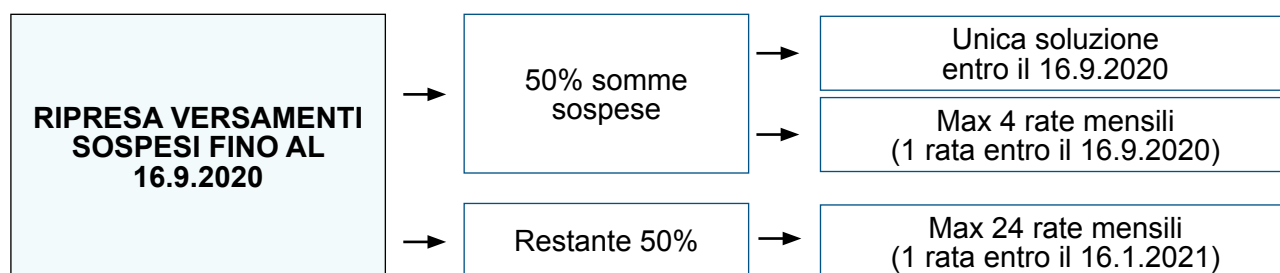 RIPRESA VERSAMENTI
SOSPESI FINO AL
16.9.2020
50% somme
sospese
Unica soluzione
entro il 16.9.2020
Max 4 rate mensili
(1 rata entro il 16.9.2020)
Restante 50%
Max 24 rate mensili
(1 rata entro il 16.1.2021)